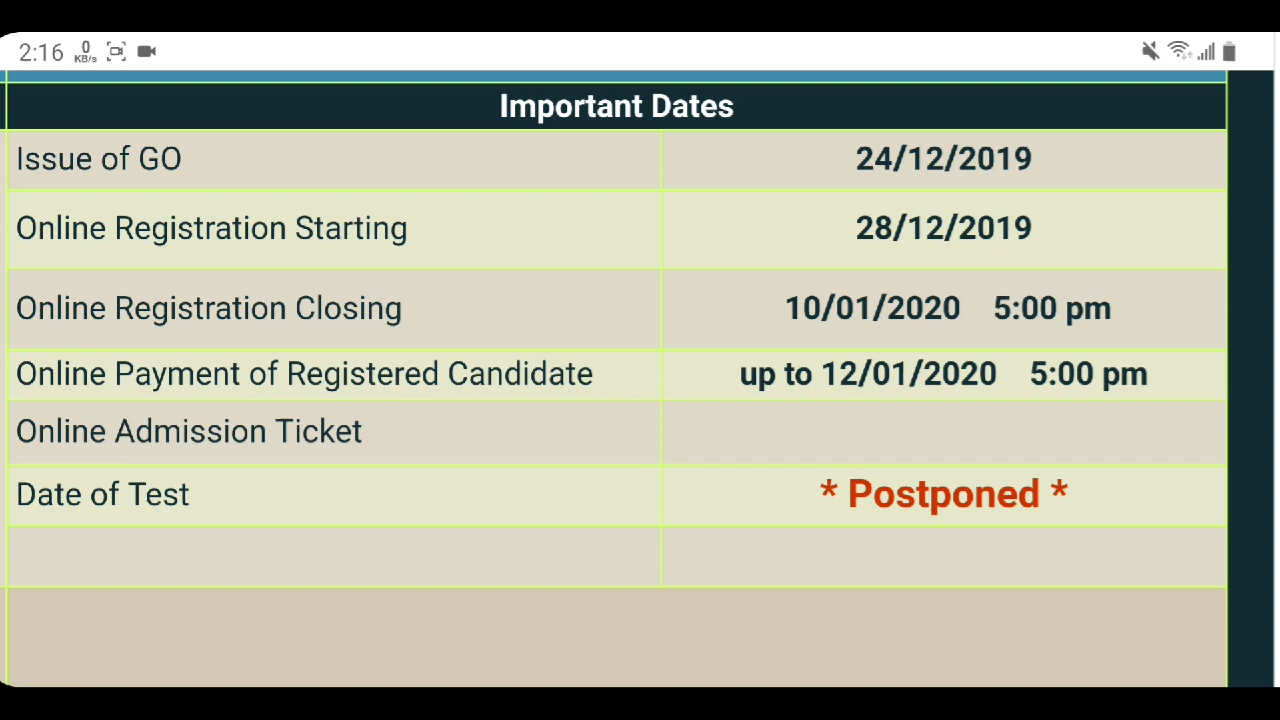 2:16 0 KB/s
Important Dates
Issue of GO 24/12/2019
Online Registration Starting 28/12/2019
Online Registration Closing 10/01/2020 5:00 pm
Online Payment of Registered Candidate up to 12/01/2020 5:00 pm
Online Admission Ticket
Date of Test * Postponed *